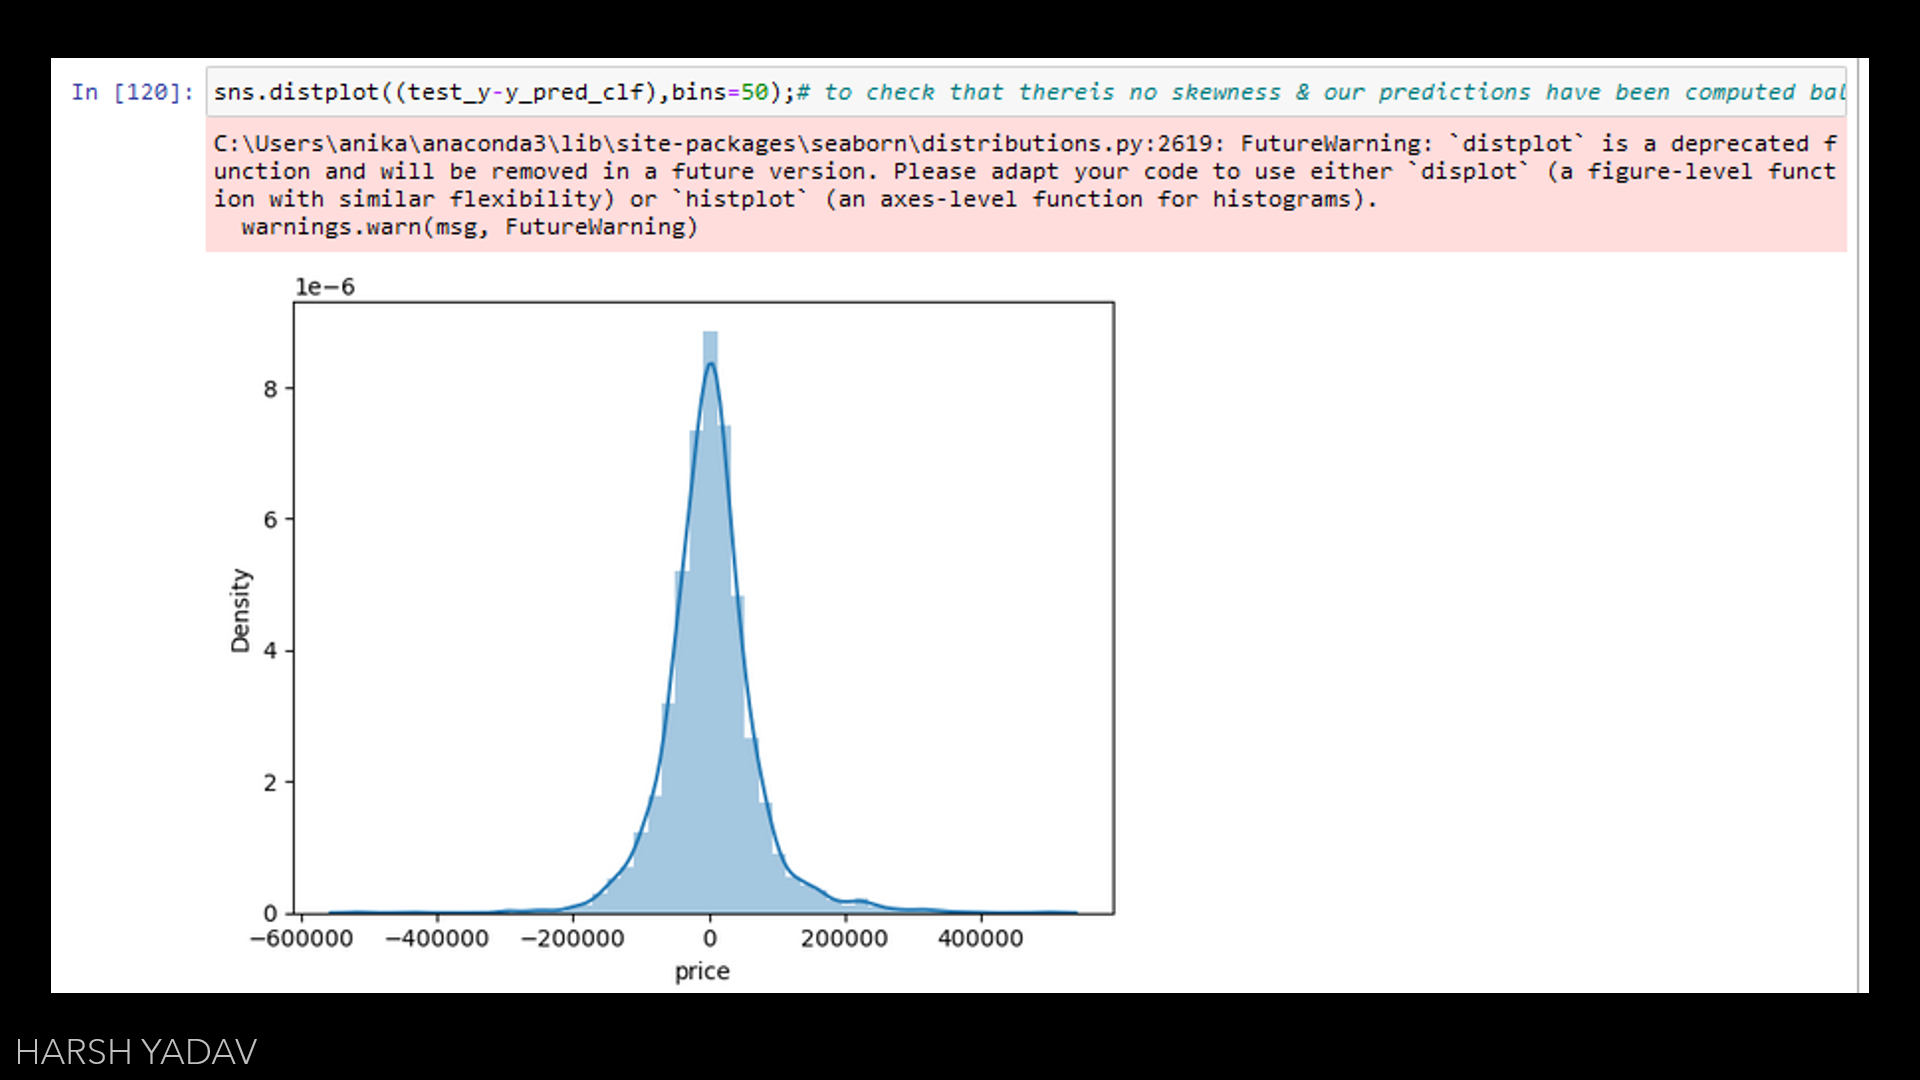 In [120]: sns.distplot((test_y-y_pred_clf),bins=50);# to check that thereis no skewness & our predictions have been computed bal
C:\Users\anika\anaconda3\lib\site-packages\seaborn\distributions.py:2619: FutureWarning: `distplot` is a deprecated f
unction and will be removed in a future version. Please adapt your code to use either `displot` (a figure-level funct
ion with similar flexibility) or `histplot` (an axes-level function for histograms).
warnings.warn(msg, FutureWarning)
1e−6
8
6
4
2
0
Density
−600000 −400000 −200000 0 200000 400000
price
HARSH YADAV